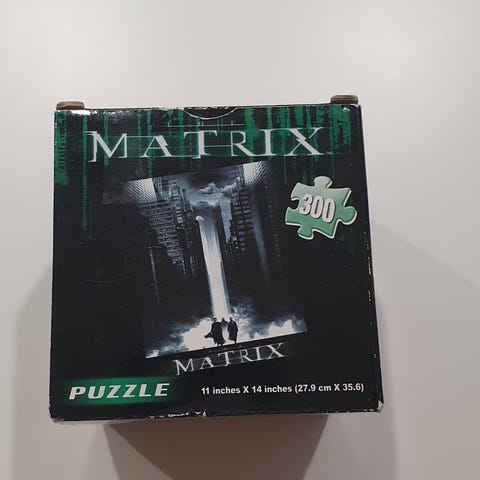 MATRIX
300
MATRIX
PUZZLE
11 inches X 14 inches (27.9 cm X 35.6)